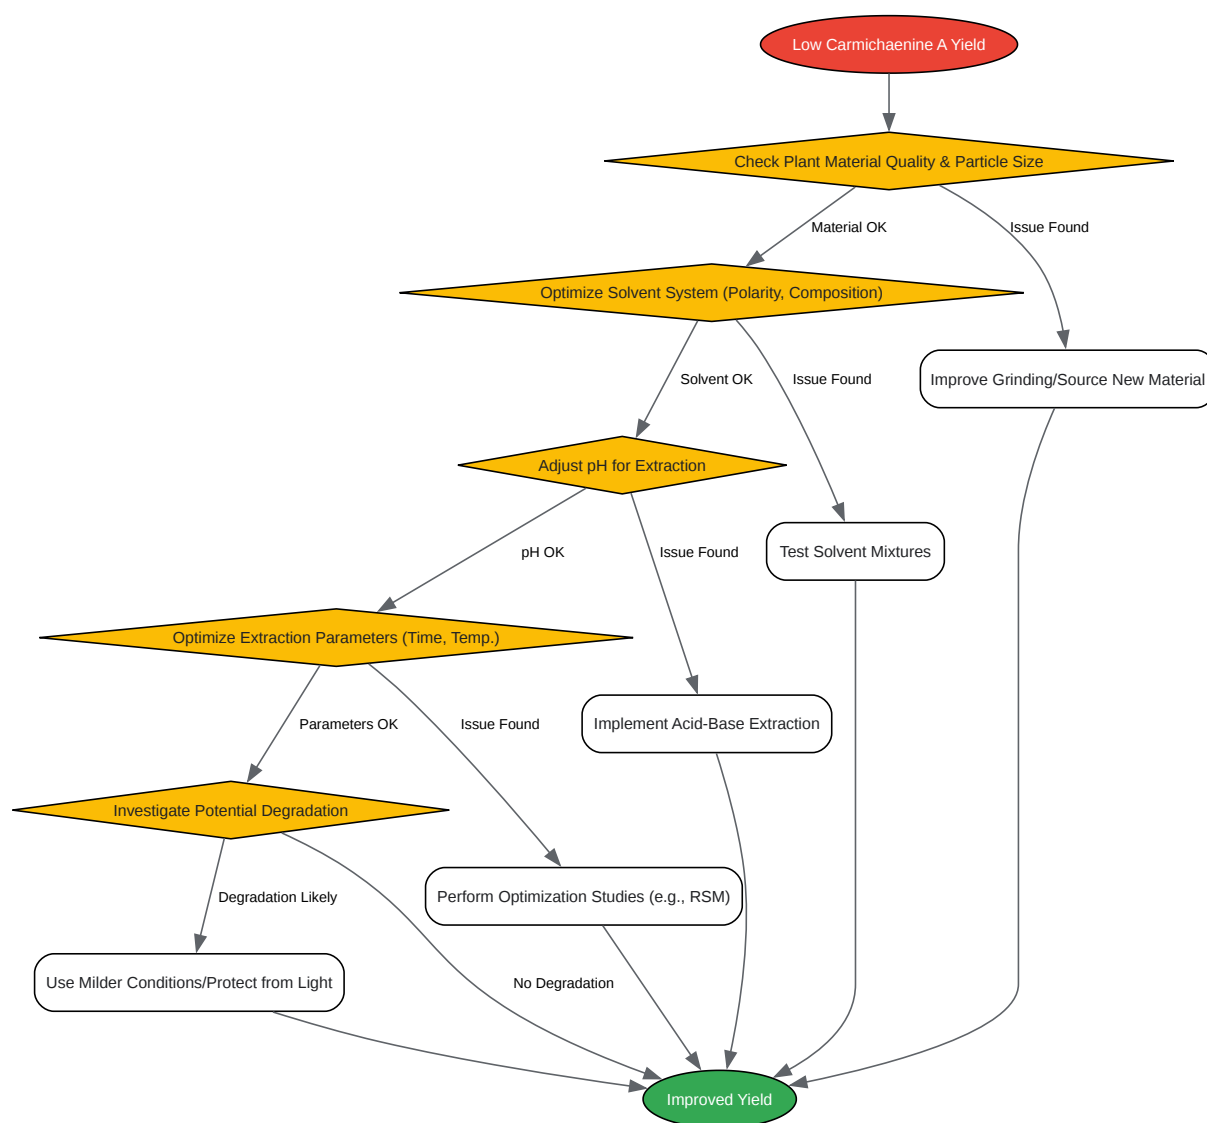 Low Carmichaenine A Yield
Check Plant Material Quality & Particle Size
Material OK
Issue Found
Optimize Solvent System (Polarity, Composition)
Solvent OK
Issue Found
Improve Grinding/Source New Material
Adjust pH for Extraction
pH OK
Issue Found
Test Solvent Mixtures
Optimize Extraction Parameters (Time, Temp.)
Parameters OK
Issue Found
Implement Acid-Base Extraction
Investigate Potential Degradation
Degradation Likely
Perform Optimization Studies (e.g., RSM)
Use Milder Conditions/Protect from Light
No Degradation
Improved Yield